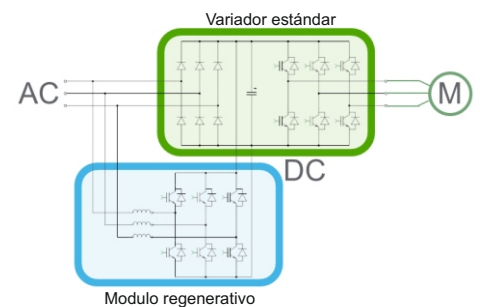 Variador estándar
AC
M
DC
Modulo regenerativo